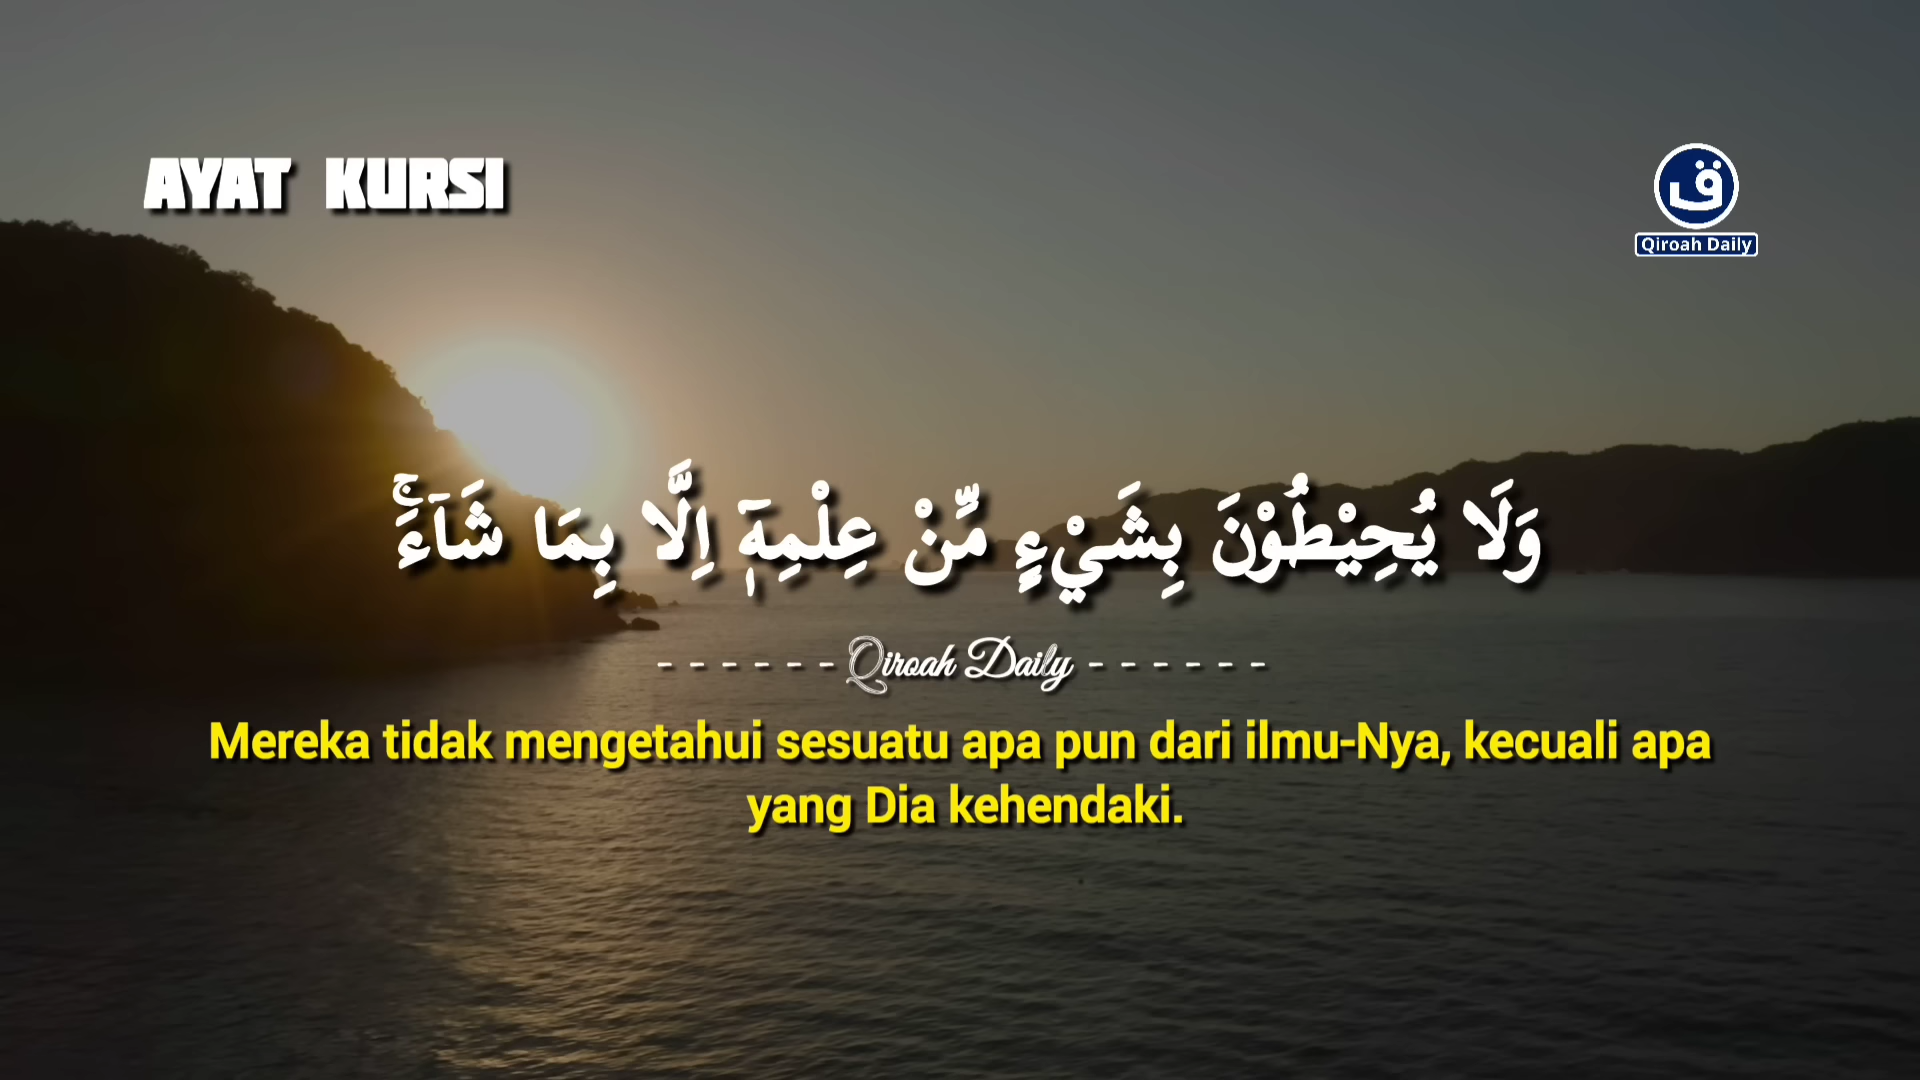 AYAT KURSI
ق
Qiroah Daily
وَلَا يُحِيْطُوْنَ بِشَيْءٍ مِّنْ عِلْمِهٖٓ اِلَّا بِمَا شَاۤءَۚ
- - - - - - Qiroah Daily - - - - - -
Mereka tidak mengetahui sesuatu apa pun dari ilmu-Nya, kecuali apa
yang Dia kehendaki.